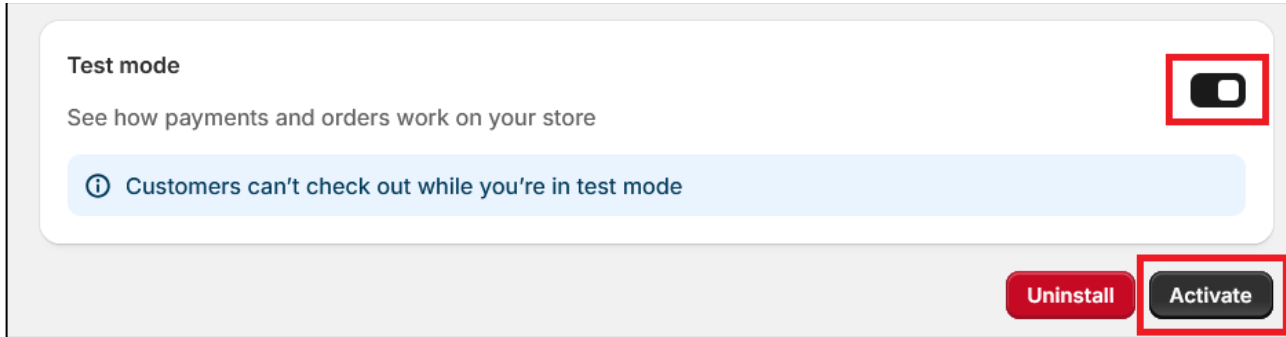 Test mode
See how payments and orders work on your store
Customers can’t check out while you’re in test mode
Uninstall Activate